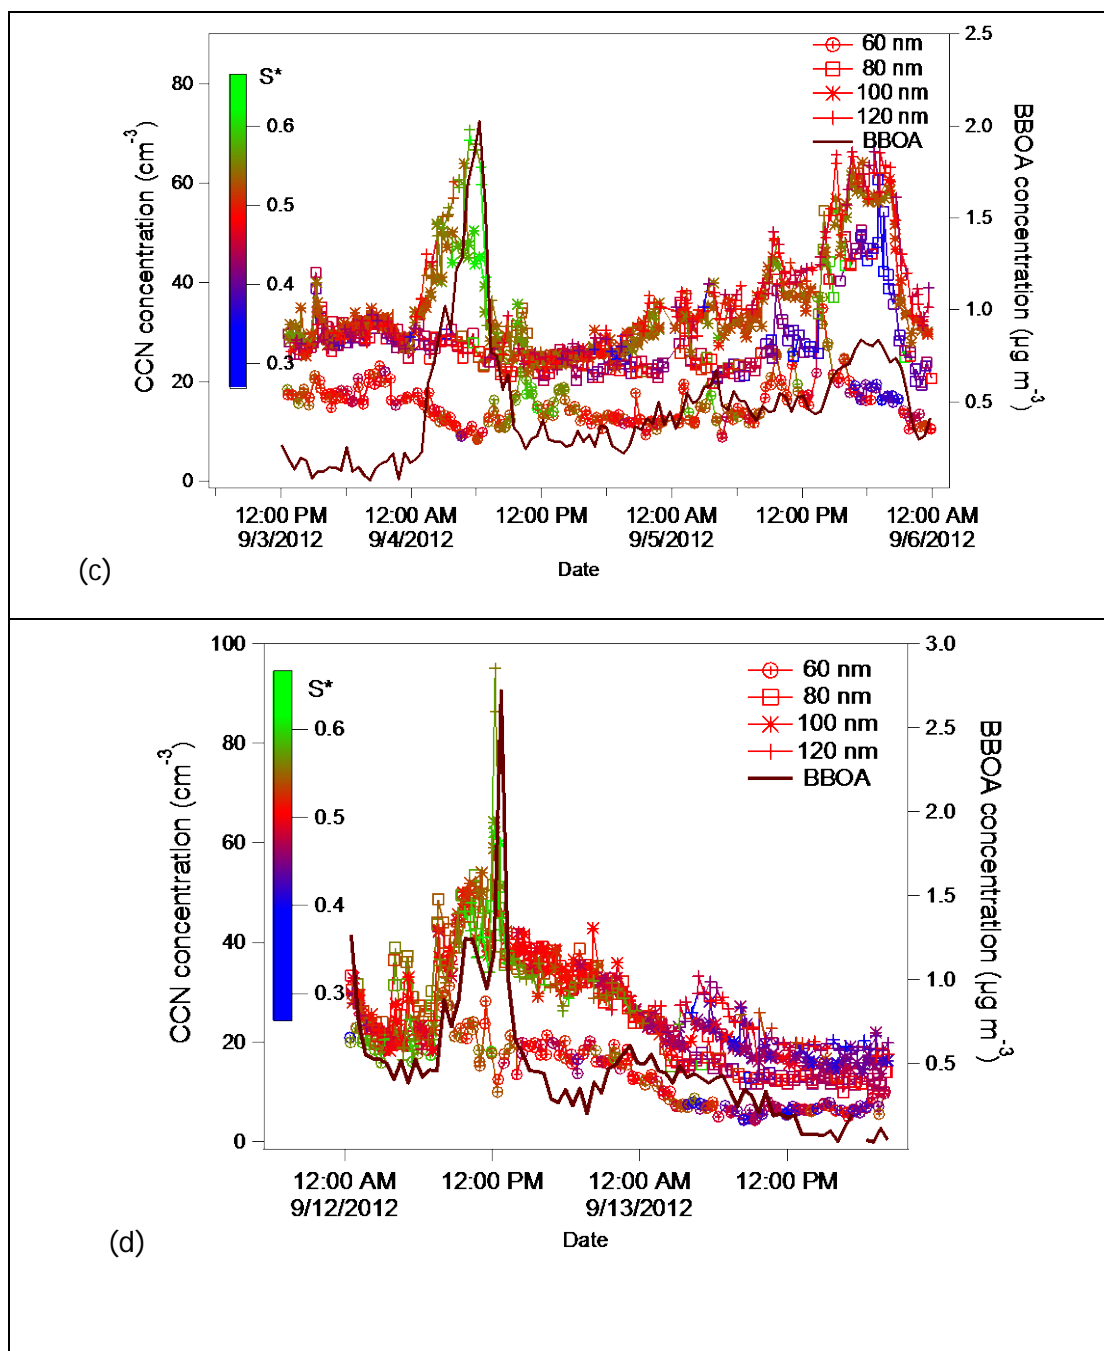 CCN concentration (cm-3)
80
60
40
20
0
S*
0.6
0.5
0.4
0.3
60 nm
80 nm
100 nm
120 nm
BBOA
2.5
2.0
1.5
1.0
0.5
BBOA concentration (µg m-3)
12:00 PM 12:00 AM 12:00 PM 12:00 AM 12:00 PM 12:00 AM
9/3/2012 9/4/2012 9/5/2012 9/6/2012
Date
(c)
CCN concentration (cm-3)
100
80
60
40
20
0
S*
0.6
0.5
0.4
0.3
60 nm
80 nm
100 nm
120 nm
BBOA
3.0
2.5
2.0
1.5
1.0
0.5
BBOA concentration (µg m-3)
12:00 AM 12:00 PM 12:00 AM 12:00 PM
9/12/2012 9/13/2012
Date
(d)